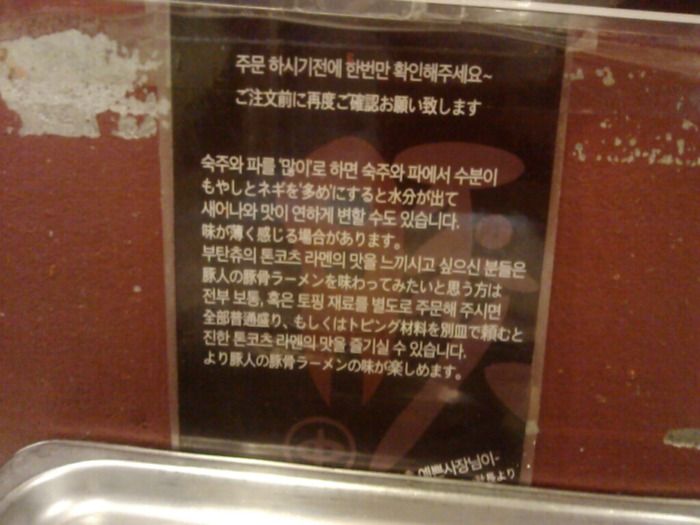 주문 하시기전에 한번만 확인해주세요~
ご注文前に再度ご確認お願い致します
숙주와 파를 '많이'로 하면 숙주와 파에서 수분이
もやしとネギを'多め'にすると水分が出て
새어나와 맛이 연하게 변할 수도 있습니다.
味が薄く感じる場合があります。
부탄츄의 톤코츠 라멘의 맛을 느끼시고 싶으신 분들은
豚人の豚骨ラーメンを味わってみたいと思う方は
전부 보통, 혹은 토핑 재료를 별도로 주문해 주시면
全部普通盛り、もしくはトピング材料を別皿で頼むと
진한 톤코츠 라멘의 맛을 즐기실 수 있습니다.
より豚人の豚骨ラーメンの味が楽しめます。
예쁜사장님이-
より